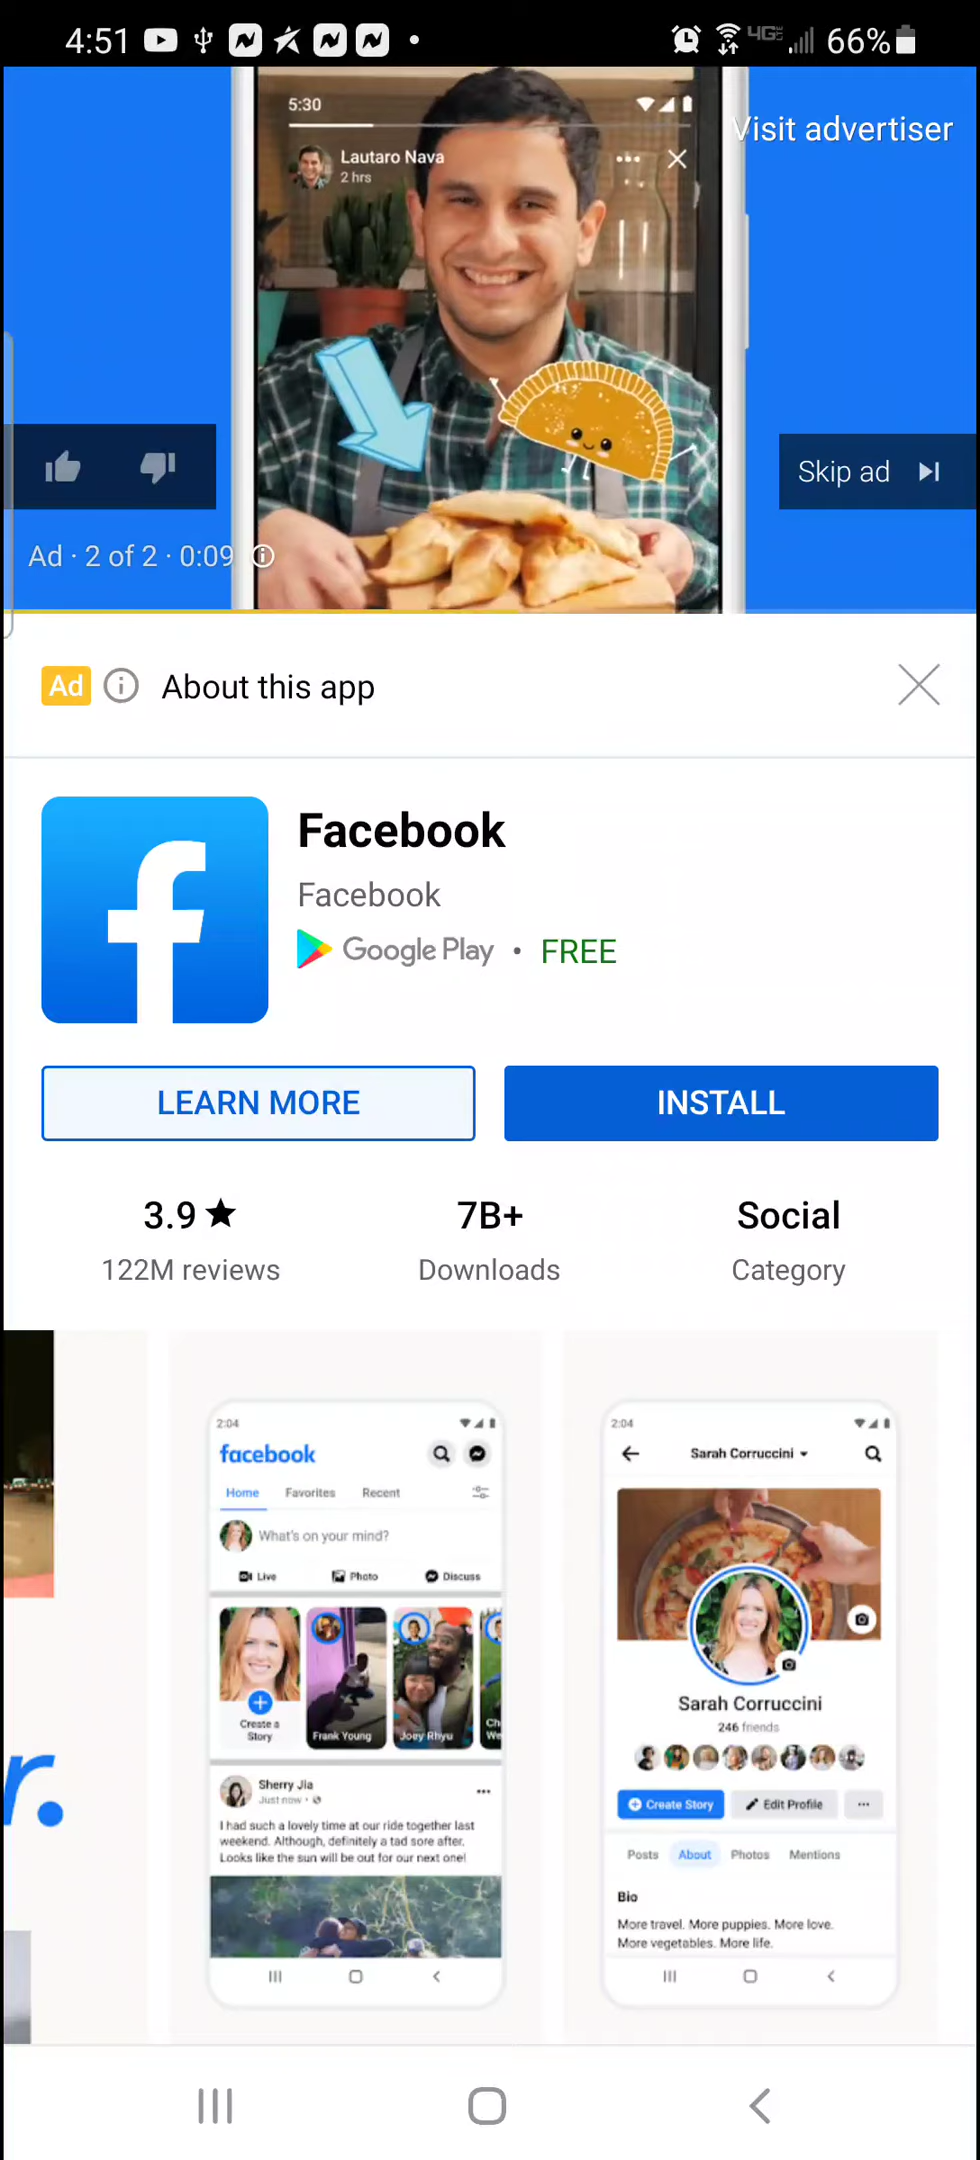 4:51
4G LTE
66%
5:30
Lautaro Nava
2 hrs
Visit advertiser
Skip ad
Ad · 2 of 2 · 0:09
Ad
About this app
Facebook
Facebook
Google Play • FREE
LEARN MORE
INSTALL
3.9 ★
7B+
Social
122M reviews
Downloads
Category
2:04
facebook
Home Favorites Recent
What's on your mind?
Live Photo Discuss
Create a
Story
Frank Young
Joey Rhyu
Ch
We
Sherry Jia
Just now
I had such a lovely time at our ride together last
weekend. Although, definitely a tad sore after.
Looks like the sun will be out for our next one!
2:04
Sarah Corruccini
Sarah Corruccini
246 friends
Create Story
Edit Profile
Posts About Photos Mentions
Bio
More travel. More puppies. More love.
More vegetables. More life.
r.